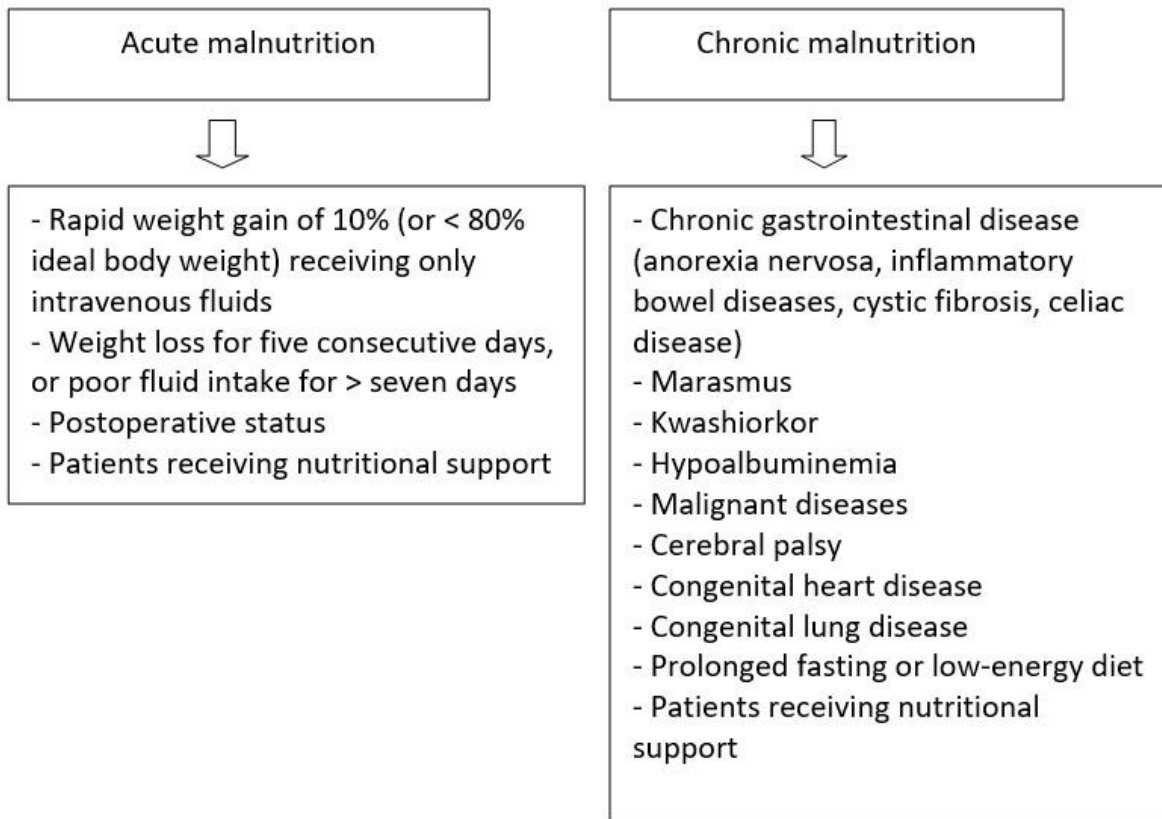 Acute malnutrition
- Rapid weight gain of 10% (or < 80%
ideal body weight) receiving only
intravenous fluids
- Weight loss for five consecutive days,
or poor fluid intake for > seven days
- Postoperative status
- Patients receiving nutritional support
Chronic malnutrition
- Chronic gastrointestinal disease
(anorexia nervosa, inflammatory
bowel diseases, cystic fibrosis, celiac
disease)
- Marasmus
- Kwashiorkor
- Hypoalbuminemia
- Malignant diseases
- Cerebral palsy
- Congenital heart disease
- Congenital lung disease
- Prolonged fasting or low-energy diet
- Patients receiving nutritional
support